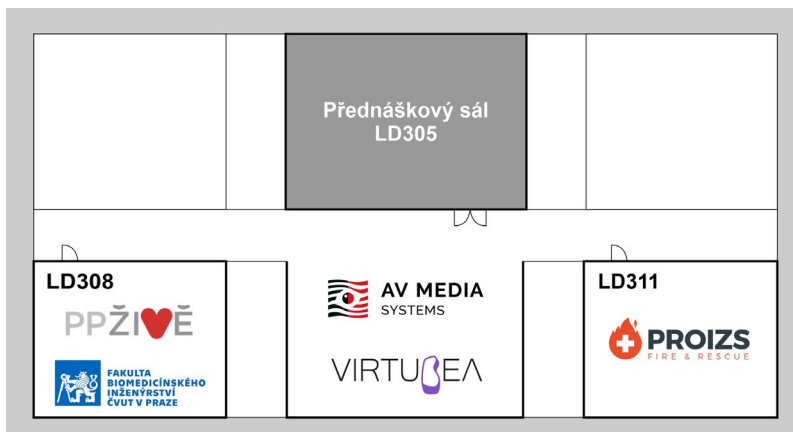 Přednáškový sál
LD305
LD308
PPŽIVĚ
FAKULTA
BIOMEDICÍNSKÉHO
INŽENÝRSTVÍ
ČVUT V PRAZE
AV MEDIA
SYSTEMS
VIRTUBEA
LD311
PROIZS
FIRE & RESCUE